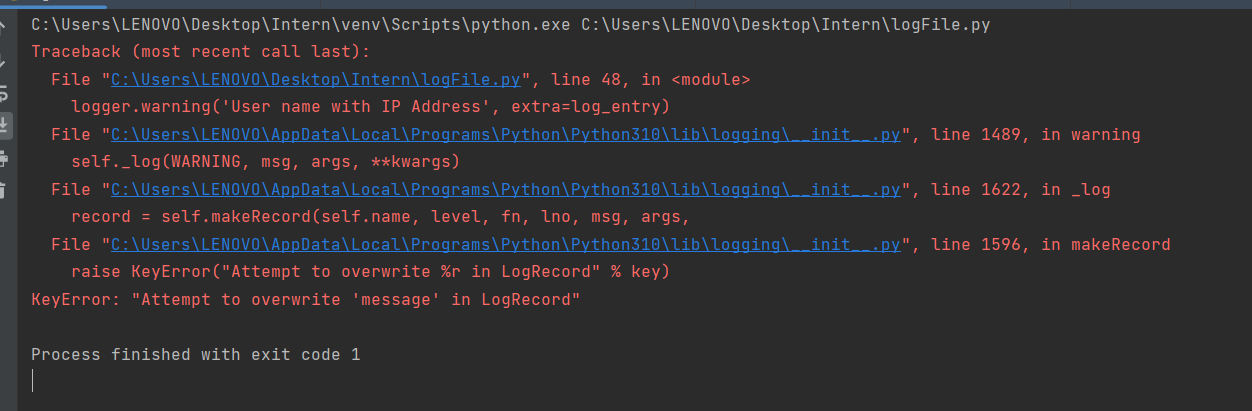 C:\Users\LENOVO\Desktop\Intern\venv\Scripts\python.exe C:\Users\LENOVO\Desktop\Intern\logFile.py
Traceback (most recent call last):
  File "C:\Users\LENOVO\Desktop\Intern\logFile.py", line 48, in <module>
    logger.warning('User name with IP Address', extra=log_entry)
  File "C:\Users\LENOVO\AppData\Local\Programs\Python\Python310\lib\logging\__init__.py", line 1489, in warning
    self._log(WARNING, msg, args, **kwargs)
  File "C:\Users\LENOVO\AppData\Local\Programs\Python\Python310\lib\logging\__init__.py", line 1622, in _log
    record = self.makeRecord(self.name, level, fn, lno, msg, args,
  File "C:\Users\LENOVO\AppData\Local\Programs\Python\Python310\lib\logging\__init__.py", line 1596, in makeRecord
    raise KeyError("Attempt to overwrite %r in LogRecord" % key)
KeyError: "Attempt to overwrite 'message' in LogRecord"
Process finished with exit code 1